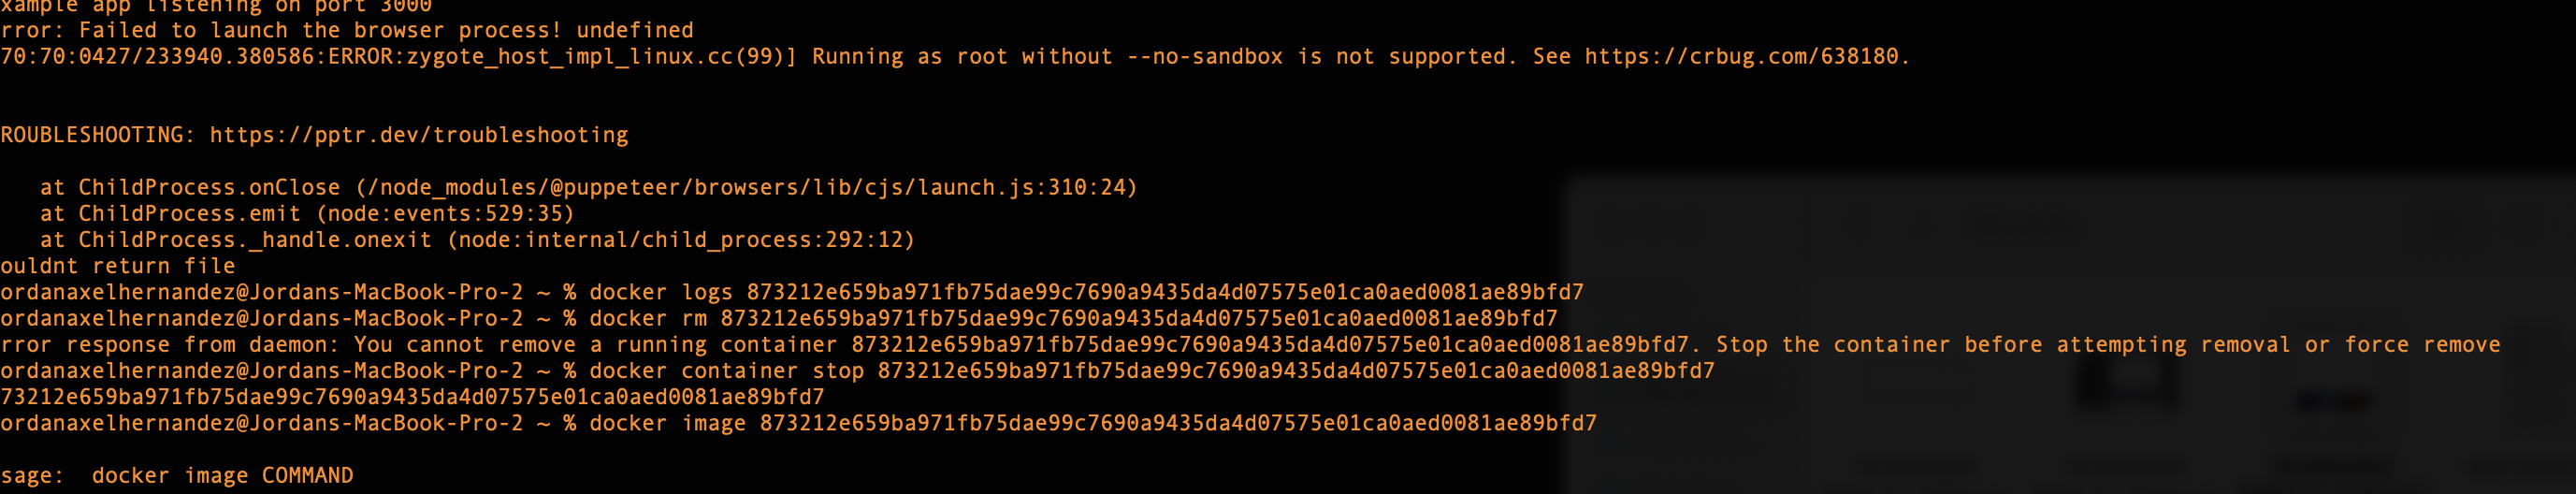 xample app listening on port 3000
rror: Failed to launch the browser process! undefined
70:70:0427/233940.380586:ERROR:zygote_host_impl_linux.cc(99)] Running as root without --no-sandbox is not supported. See https://crbug.com/638180.
ROUBLESHOOTING: https://pptr.dev/troubleshooting
at ChildProcess.onClose (/node_modules/@puppeteer/browsers/lib/cjs/launch.js:310:24)
at ChildProcess.emit (node:events:529:35)
at ChildProcess._handle.onexit (node:internal/child_process:292:12)
ouldnt return file
ordanaxelhernandez@Jordans-MacBook-Pro-2 ~ % docker logs 873212e659ba971fb75dae99c7690a9435da4d07575e01ca0aed0081ae89bfd7
ordanaxelhernandez@Jordans-MacBook-Pro-2 ~ % docker rm 873212e659ba971fb75dae99c7690a9435da4d07575e01ca0aed0081ae89bfd7
rror response from daemon: You cannot remove a running container 873212e659ba971fb75dae99c7690a9435da4d07575e01ca0aed0081ae89bfd7. Stop the container before attempting removal or force remove
ordanaxelhernandez@Jordans-MacBook-Pro-2 ~ % docker container stop 873212e659ba971fb75dae99c7690a9435da4d07575e01ca0aed0081ae89bfd7
73212e659ba971fb75dae99c7690a9435da4d07575e01ca0aed0081ae89bfd7
ordanaxelhernandez@Jordans-MacBook-Pro-2 ~ % docker image 873212e659ba971fb75dae99c7690a9435da4d07575e01ca0aed0081ae89bfd7
sage:  docker image COMMAND